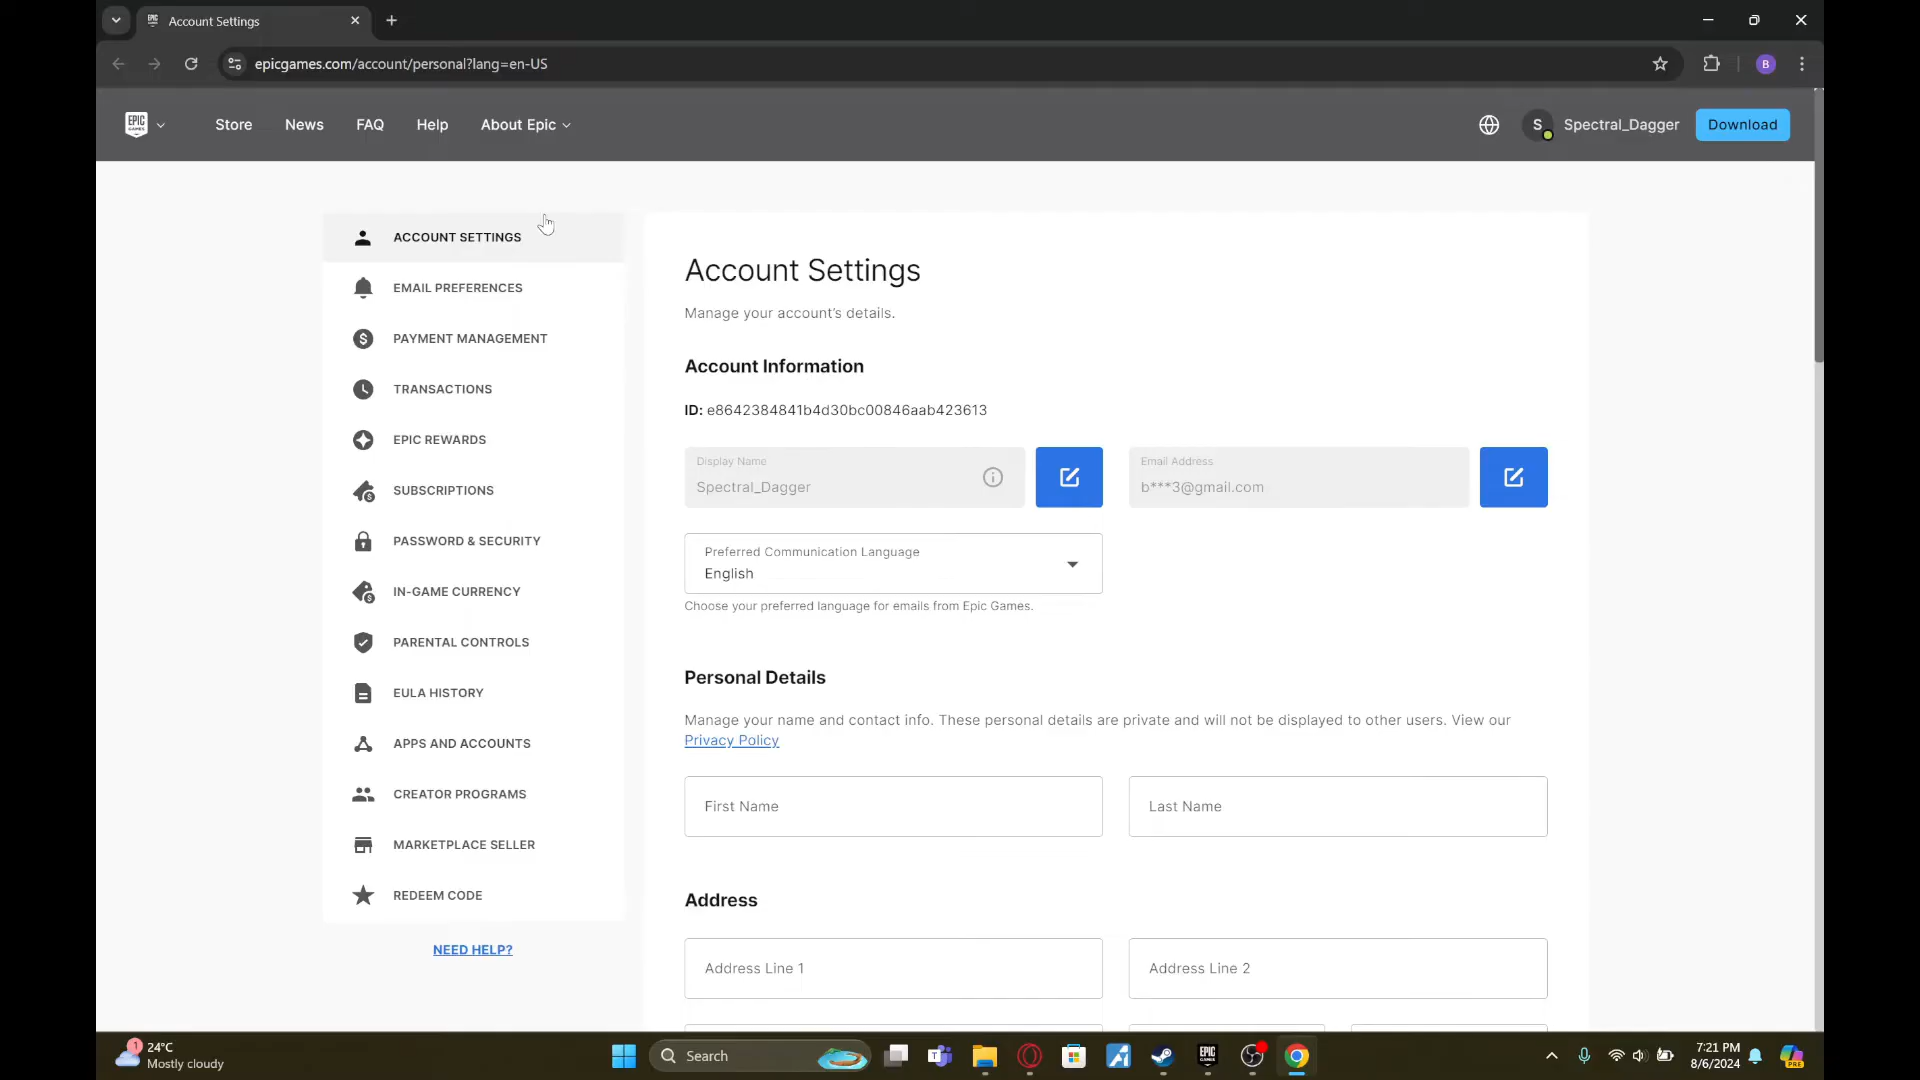 Account Settings
epicgames.com/account/personal?lang=en-US
B
EPIC GAMES
Store
News
FAQ
Help
About Epic
S
Spectral_Dagger
Download
ACCOUNT SETTINGS
EMAIL PREFERENCES
PAYMENT MANAGEMENT
TRANSACTIONS
EPIC REWARDS
SUBSCRIPTIONS
PASSWORD & SECURITY
IN-GAME CURRENCY
PARENTAL CONTROLS
EULA HISTORY
APPS AND ACCOUNTS
CREATOR PROGRAMS
MARKETPLACE SELLER
REDEEM CODE
NEED HELP?
Account Settings
Manage your account's details.
Account Information
ID: e8642384841b4d30bc00846aab423613
Display Name
Spectral_Dagger
Email Address
b***3@gmail.com
Preferred Communication Language
English
Choose your preferred language for emails from Epic Games.
Personal Details
Manage your name and contact info. These personal details are private and will not be displayed to other users. View our
Privacy Policy
First Name
Last Name
Address
Address Line 1
Address Line 2
1
24°C
Mostly cloudy
Search
EPIC GAMES
7:21 PM
8/6/2024
PRE